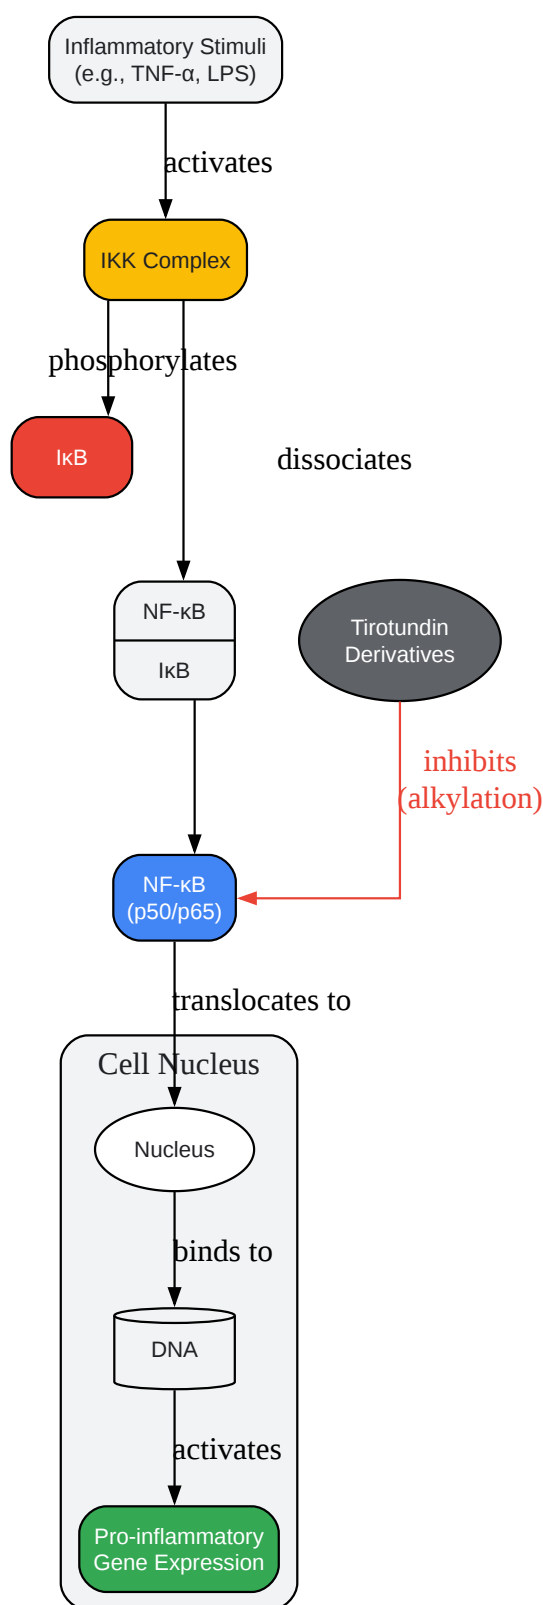 Inflammatory Stimuli
(e.g., TNF-α, LPS)
activates
IKK Complex
phosphorylates
IκB
dissociates
NF-κB
IκB
Tirotundin
Derivatives
inhibits
(alkylation)
NF-κB
(p50/p65)
translocates to
Cell Nucleus
Nucleus
binds to
DNA
activates
Pro-inflammatory
Gene Expression